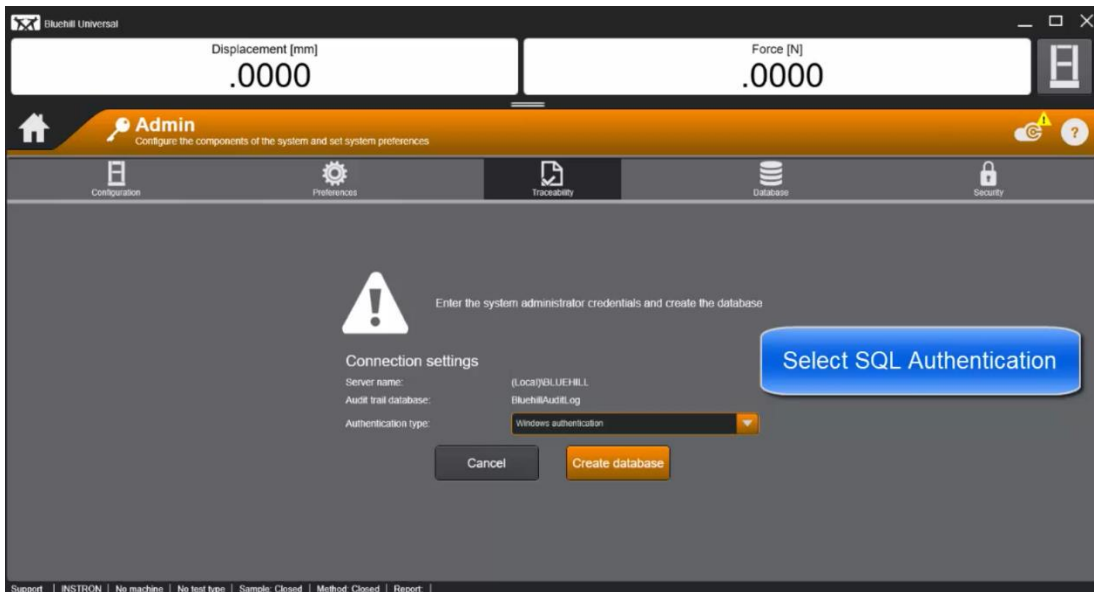 Bluehill Universal
Displacement [mm]
.0000
Force [N]
.0000
Admin
Configure the components of the system and set system preferences
?
Configuration
Preferences
Traceability
Database
Security
Enter the system administrator credentials and create the database
Select SQL Authentication
Connection settings
Server name: (Local)\BLUEHILL
Audit trail database: BluehillAuditLog
Authentication type: Windows authentication
Cancel
Create database
Support | INSTRON | No machine | No test type | Sample: Closed | Method: Closed | Report: |